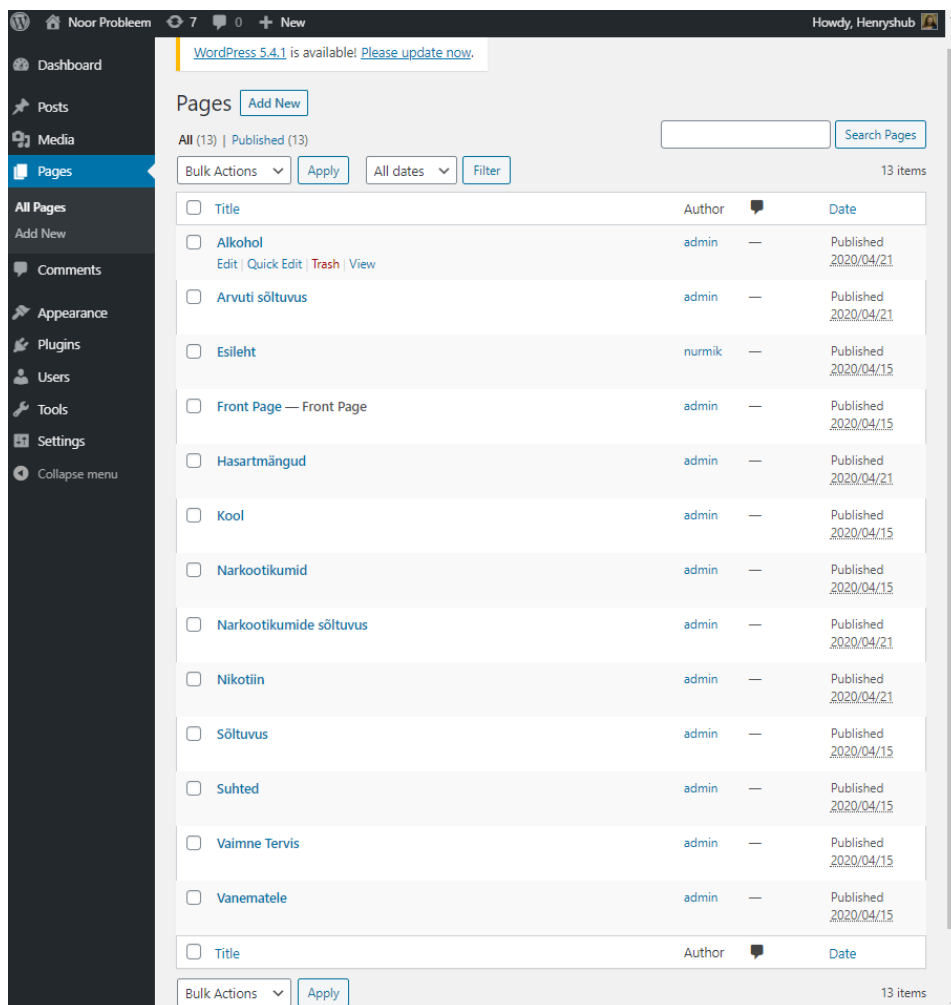 Noor Probleem 7 0 New Howdy, Henryshub
WordPress 5.4.1 is available! Please update now.
Dashboard
Posts
Media
Pages
All Pages
Add New
Comments
Appearance
Plugins
Users
Tools
Settings
Collapse menu
Pages Add New
All (13) | Published (13)
Search Pages
Bulk Actions Apply All dates Filter 13 items
Title Author Date
Alkohol admin — Published
Edit | Quick Edit | Trash | View 2020/04/21
Arvuti sõltuvus admin — Published
2020/04/21
Esileht nurmik — Published
2020/04/15
Front Page — Front Page admin — Published
2020/04/15
Hasartmängud admin — Published
2020/04/21
Kool admin — Published
2020/04/15
Narkootikumid admin — Published
2020/04/15
Narkootikumide sõltuvus admin — Published
2020/04/21
Nikotiin admin — Published
2020/04/21
Sõltuvus admin — Published
2020/04/15
Suhted admin — Published
2020/04/15
Vaimne Tervis admin — Published
2020/04/15
Vanematele admin — Published
2020/04/15
Title Author Date
Bulk Actions Apply 13 items